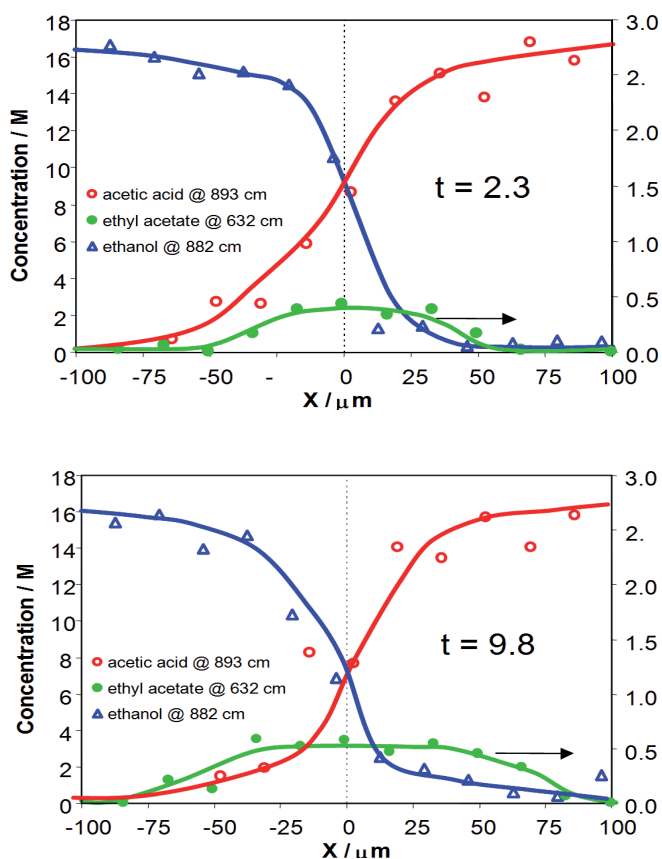 18
16
14
12
10
8
6
4
2
0
Concentration / M
3.0
2.5
2.0
1.5
1.0
0.5
0.0
t = 2.3
acetic acid @ 893 cm
ethyl acetate @ 632 cm
ethanol @ 882 cm
-100 -75 -50 - 0 25 50 75 100
X / μm
18
16
14
12
10
8
6
4
2
0
Concentration / M
3.0
2.5
2.0
1.5
1.0
0.5
0.0
t = 9.8
acetic acid @ 893 cm
ethyl acetate @ 632 cm
ethanol @ 882 cm
-100 -75 -50 -25 0 25 50 75 100
X / μm